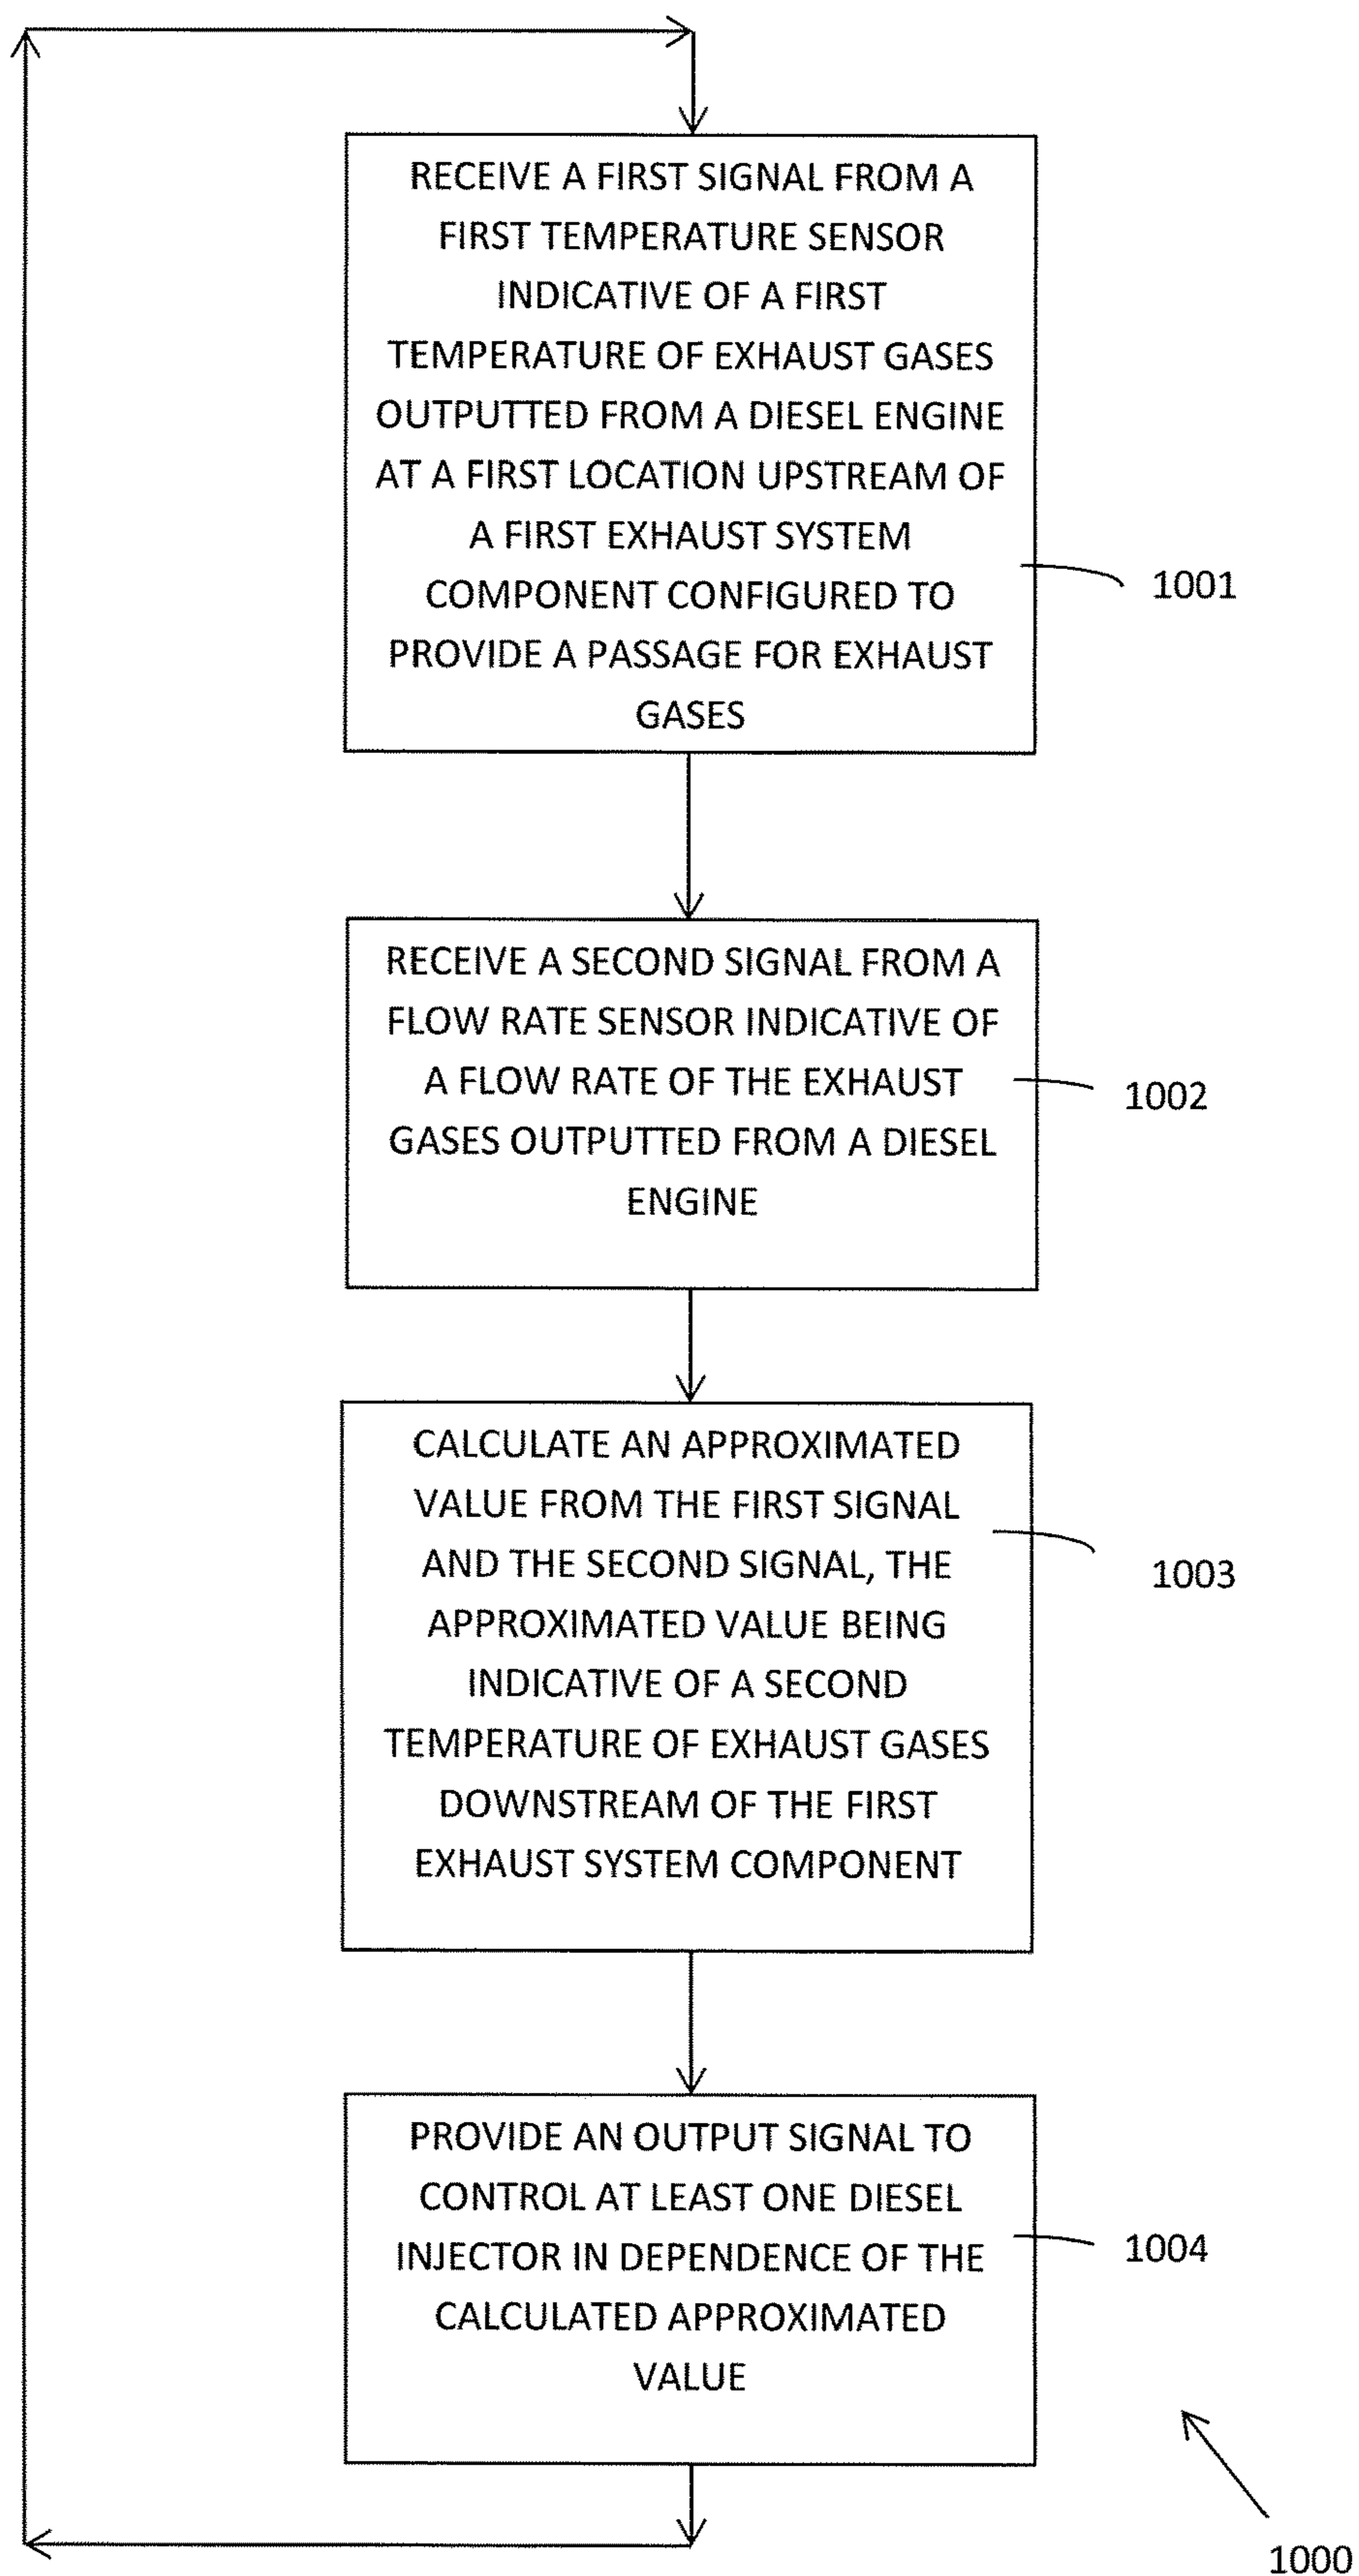 RECEIVE A FIRST SIGNAL FROM A
FIRST TEMPERATURE SENSOR
INDICATIVE OF A FIRST
TEMPERATURE OF EXHAUST GASES
OUTPUTTED FROM A DIESEL ENGINE
AT A FIRST LOCATION UPSTREAM OF
A FIRST EXHAUST SYSTEM
COMPONENT CONFIGURED TO
PROVIDE A PASSAGE FOR EXHAUST
GASES
1001
RECEIVE A SECOND SIGNAL FROM A
FLOW RATE SENSOR INDICATIVE OF
A FLOW RATE OF THE EXHAUST
GASES OUTPUTTED FROM A DIESEL
ENGINE
1002
CALCULATE AN APPROXIMATED
VALUE FROM THE FIRST SIGNAL
AND THE SECOND SIGNAL, THE
APPROXIMATED VALUE BEING
INDICATIVE OF A SECOND
TEMPERATURE OF EXHAUST GASES
DOWNSTREAM OF THE FIRST
EXHAUST SYSTEM COMPONENT
1003
PROVIDE AN OUTPUT SIGNAL TO
CONTROL AT LEAST ONE DIESEL
INJECTOR IN DEPENDENCE OF THE
CALCULATED APPROXIMATED
VALUE
1004
1000